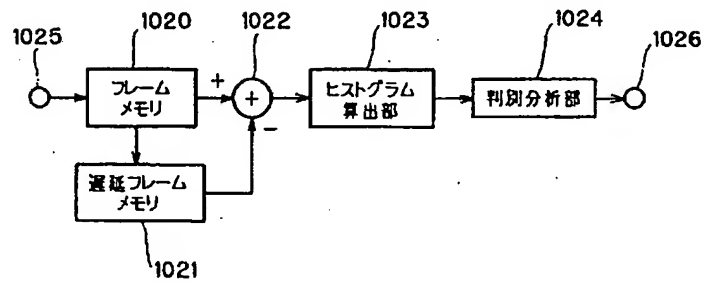 1025
1020
1022
1023
1024
1026
フレーム
メモリ
+
+
−
ヒストグラム
算出部
判別分析部
遅延フレーム
メモリ
1021